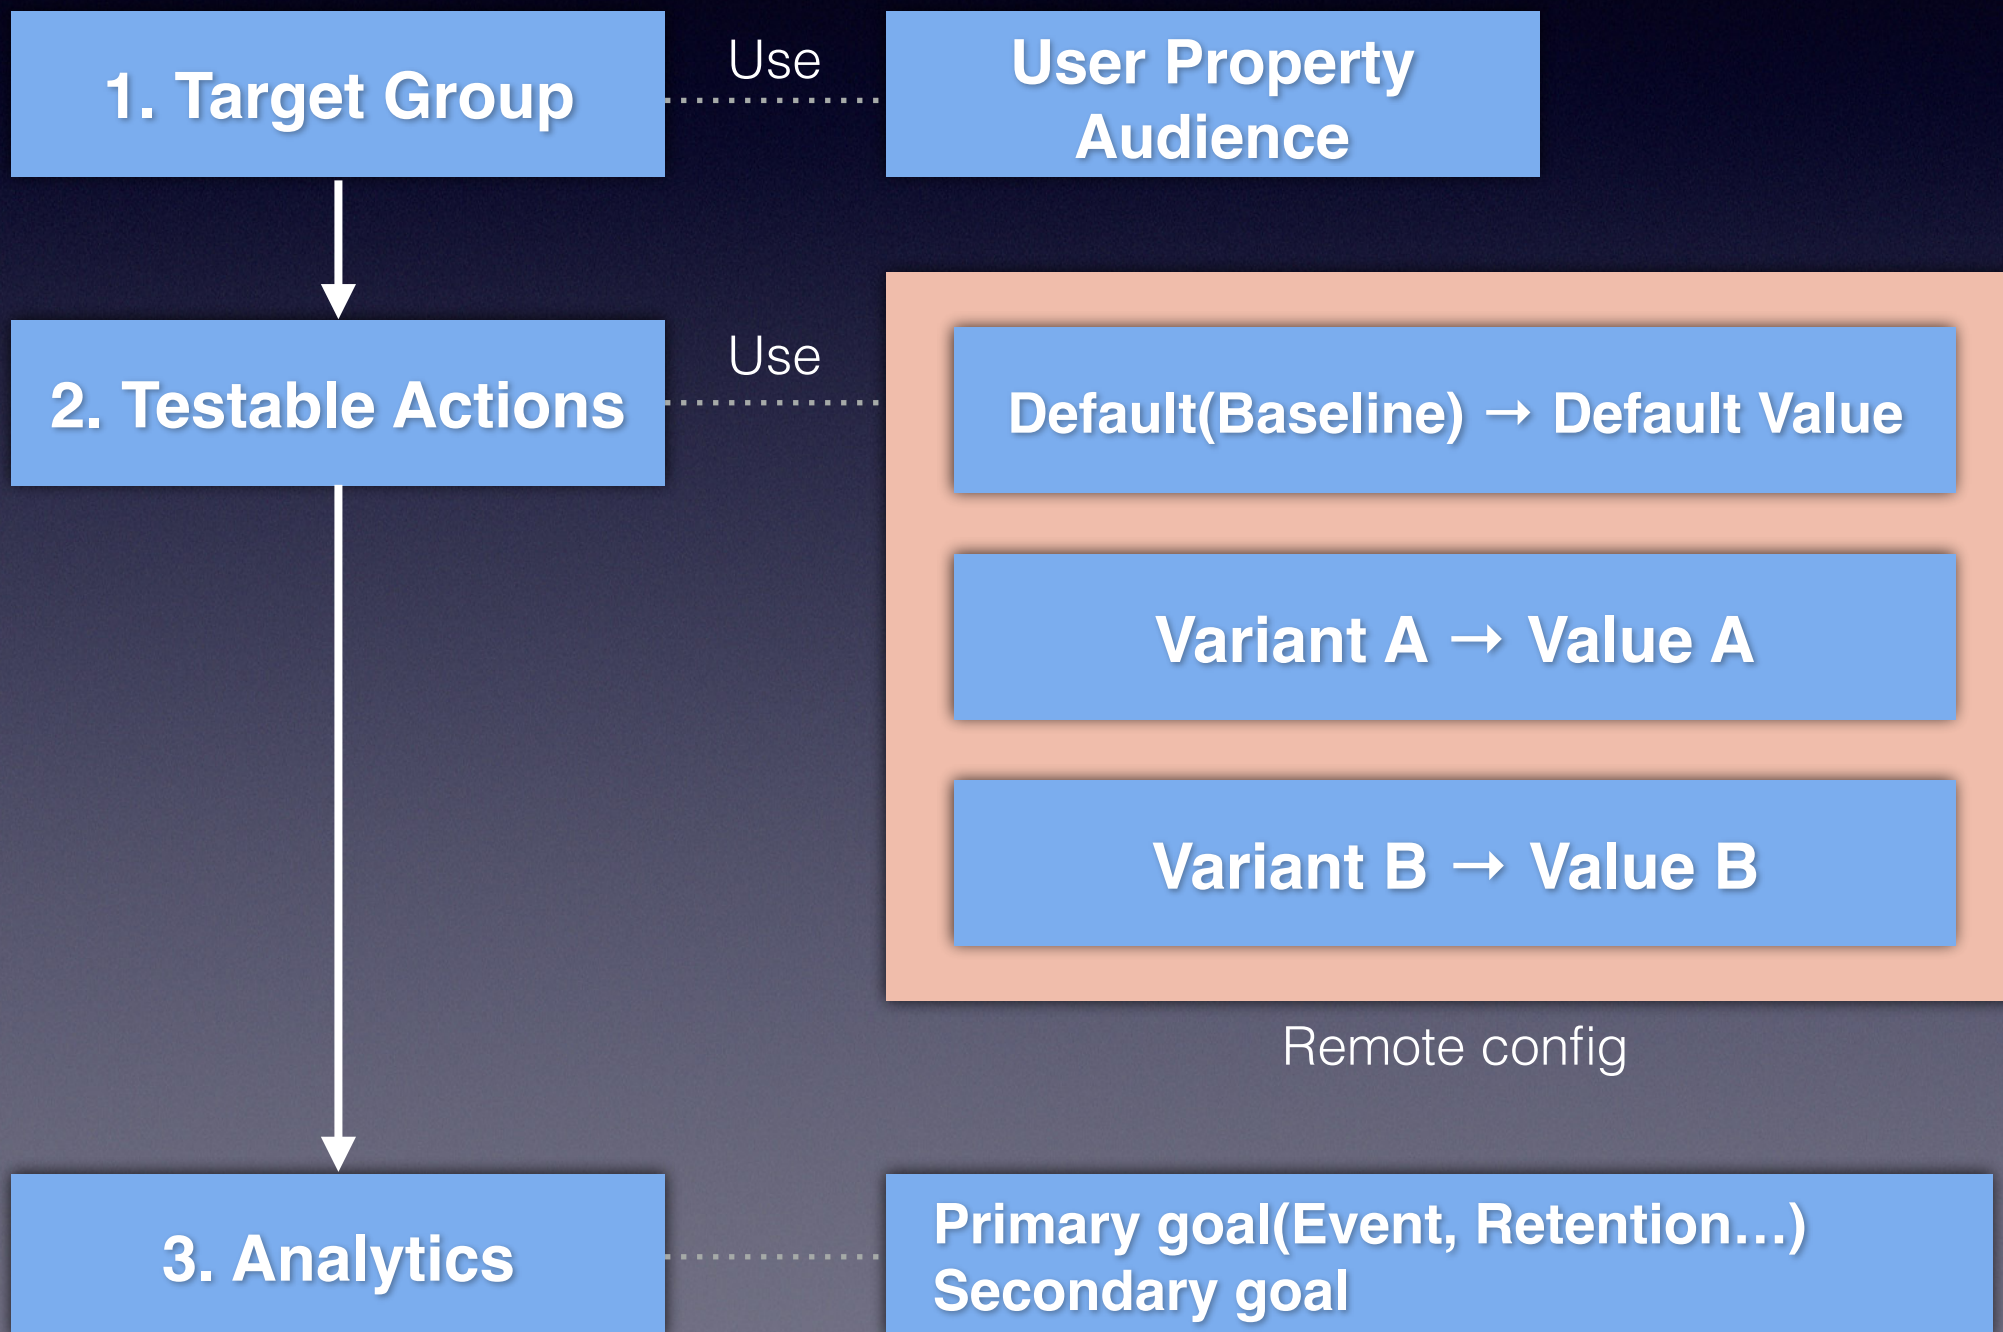 1. Target Group
Use
User Property
Audience
2. Testable Actions
Use
Default(Baseline) → Default Value
Variant A → Value A
Variant B → Value B
Remote config
3. Analytics
Primary goal(Event, Retention...)
Secondary goal